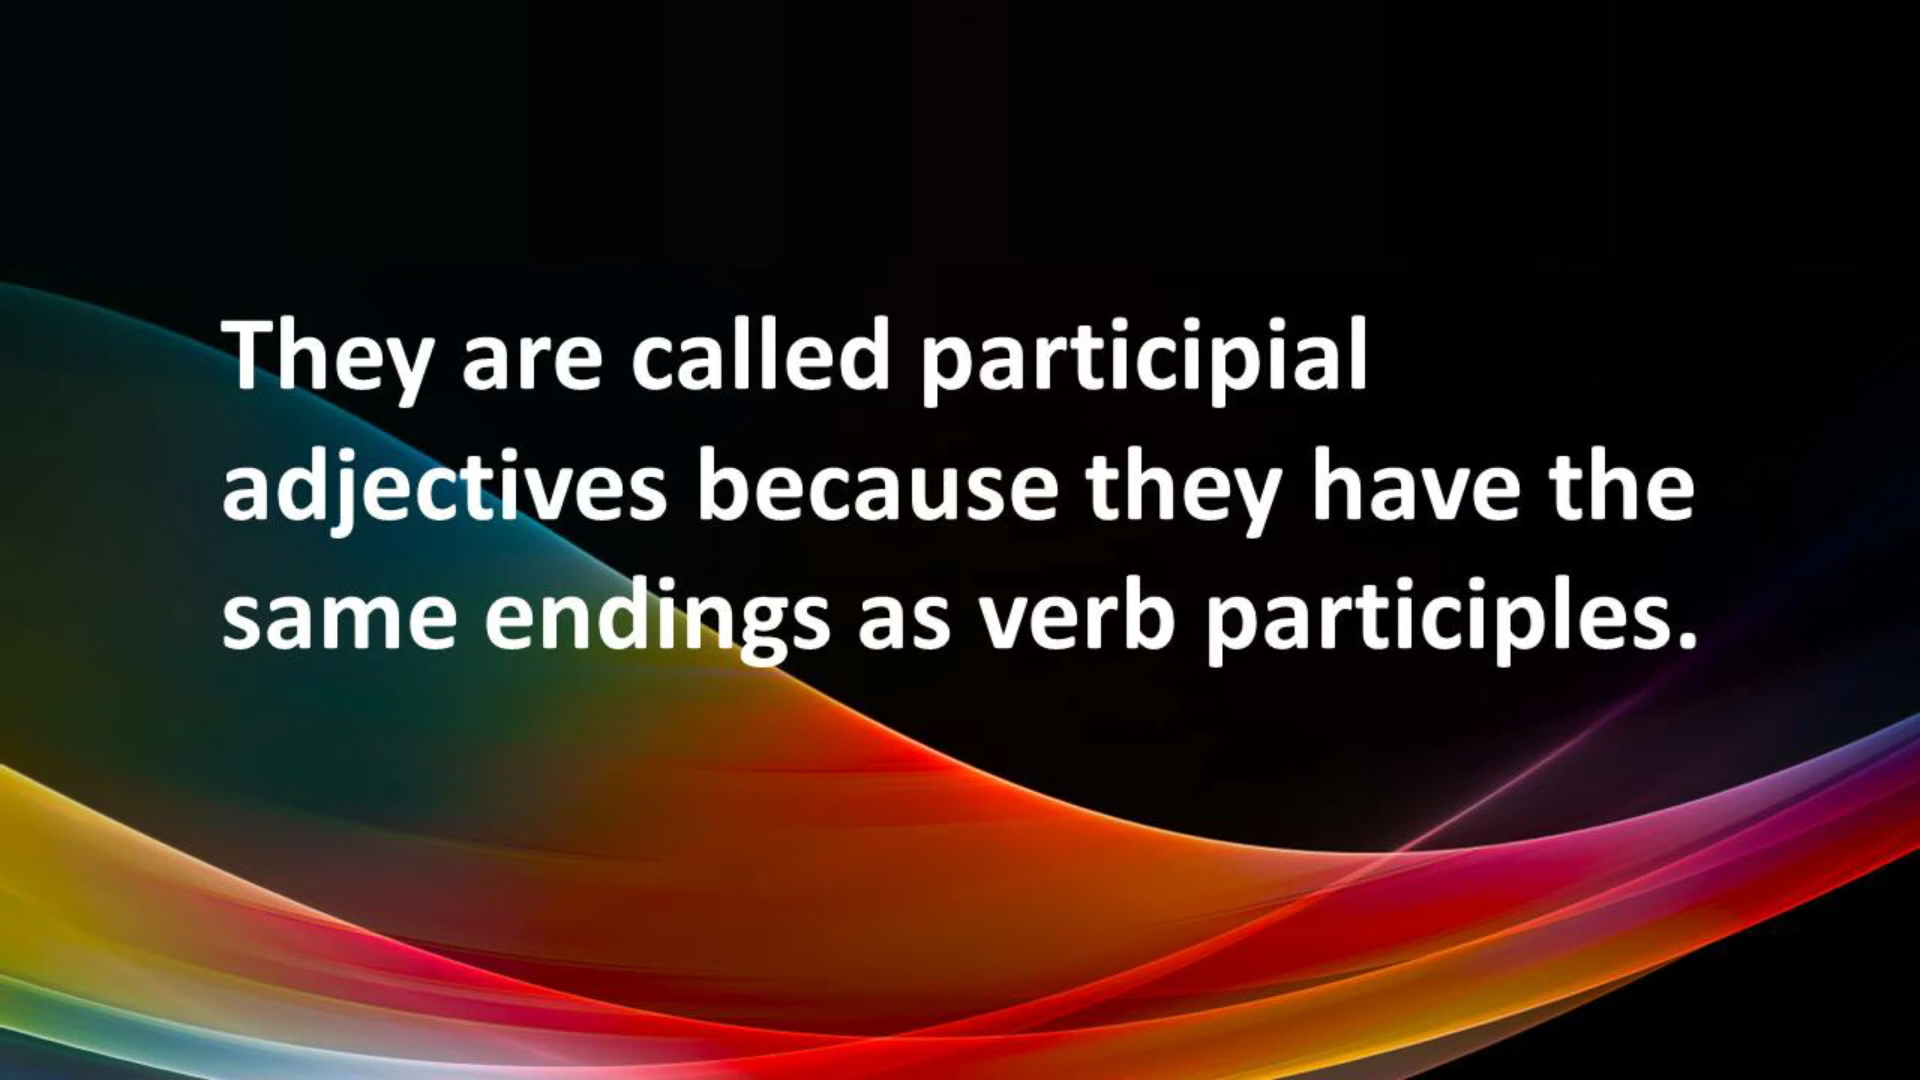 They are called participial
adjectives because they have the
same endings as verb participles.